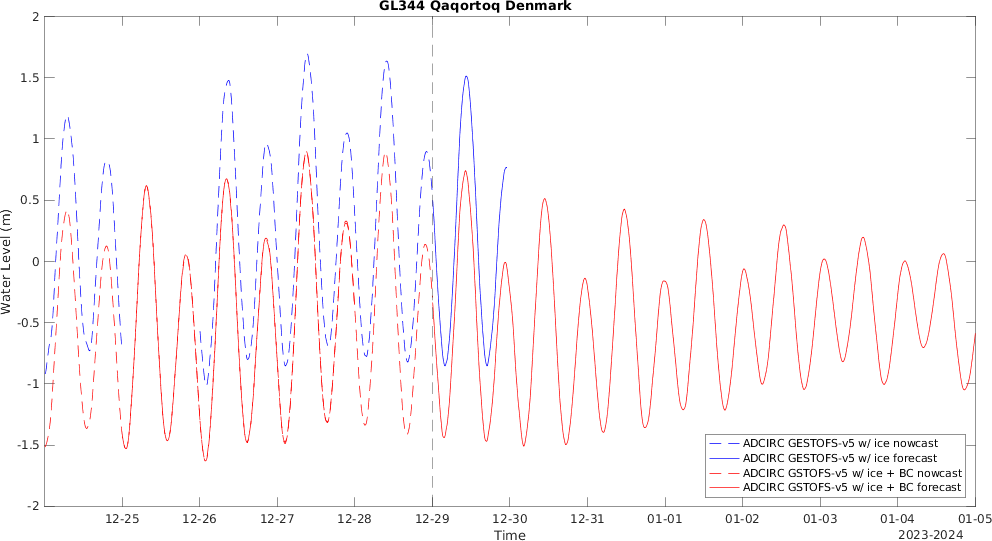 GL344 Qaqortoq Denmark
2
1.5
1
0.5
0
-0.5
-1
-1.5
-2
Water Level (m)
ADCIRC GESTOFS-v5 w/ ice nowcast
ADCIRC GESTOFS-v5 w/ ice forecast
ADCIRC GSTOFS-v5 w/ ice + BC nowcast
ADCIRC GSTOFS-v5 w/ ice + BC forecast
12-25 12-26 12-27 12-28 12-29 12-30 12-31 01-01 01-02 01-03 01-04 01-05
Time
2023-2024